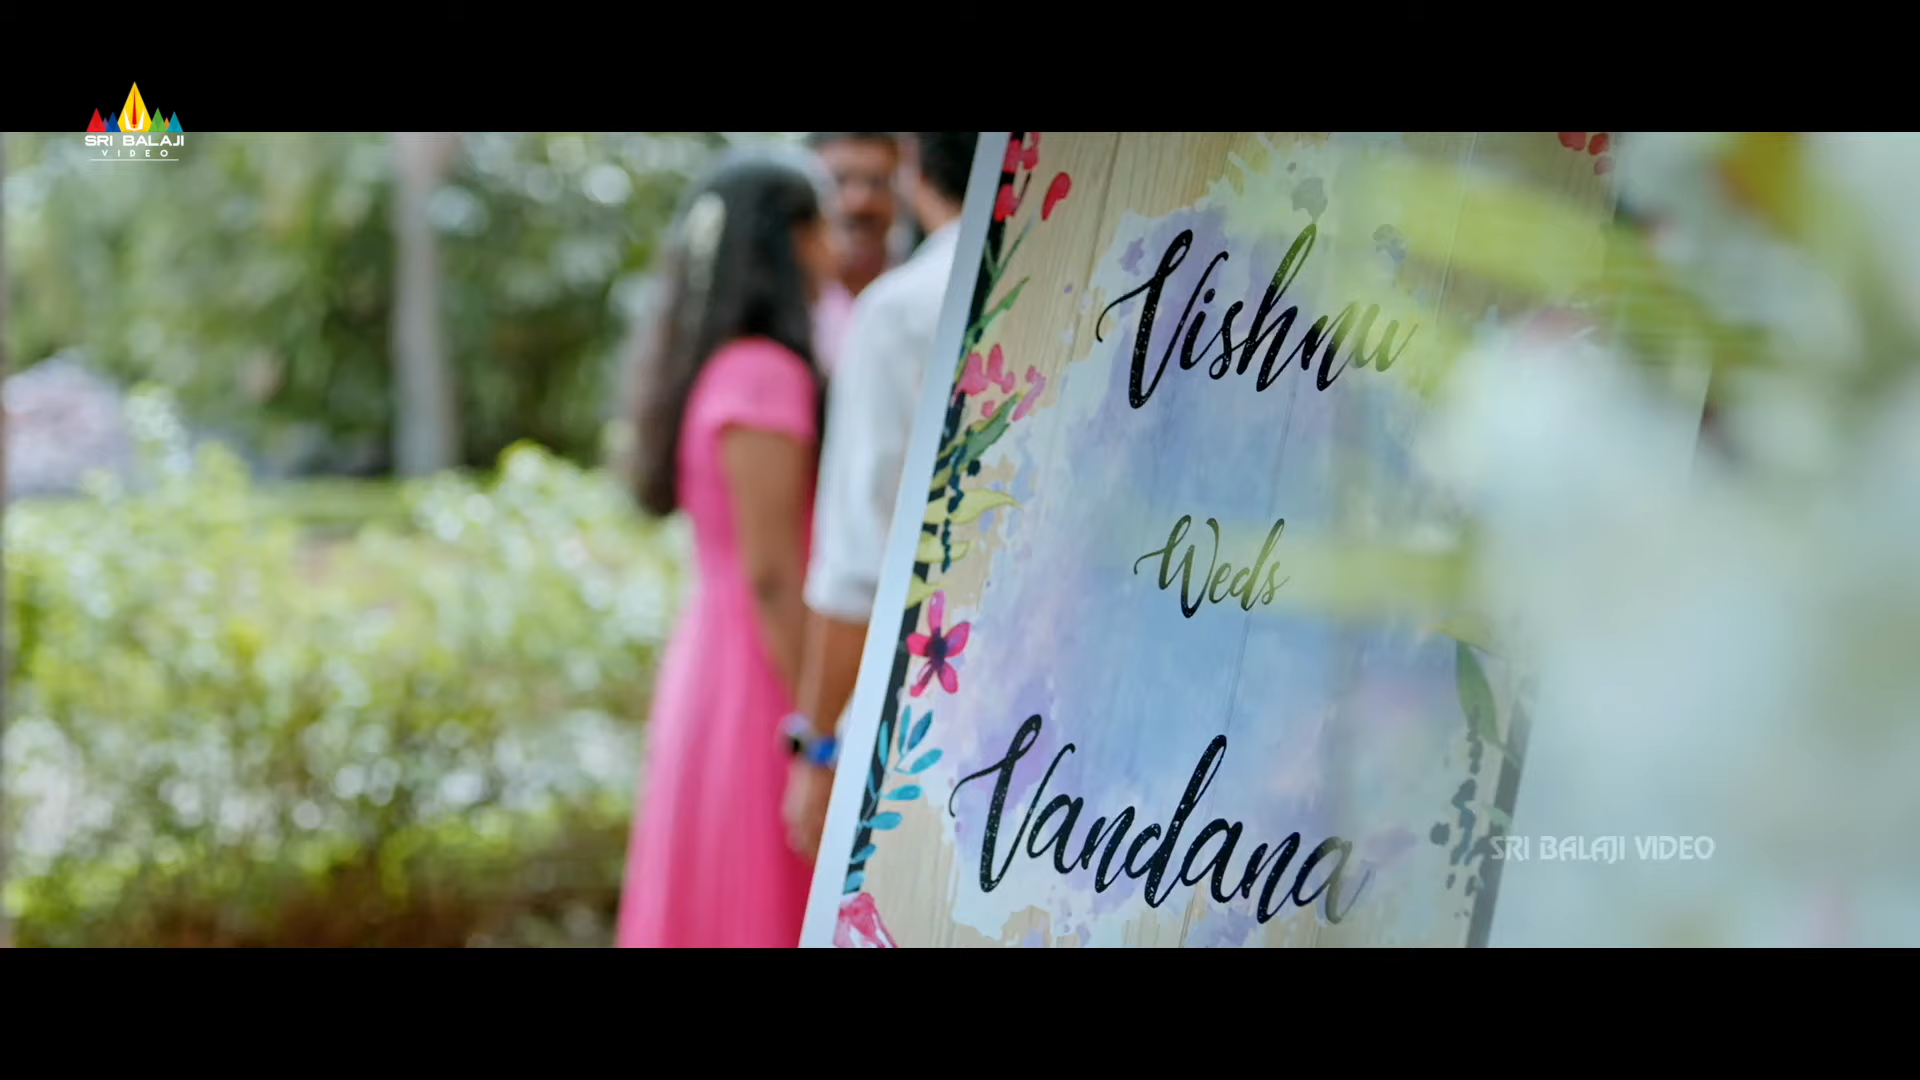 SRI BALAJI
VIDEO
Vishnu
Weds
Vandana
SRI BALAJI VIDEO